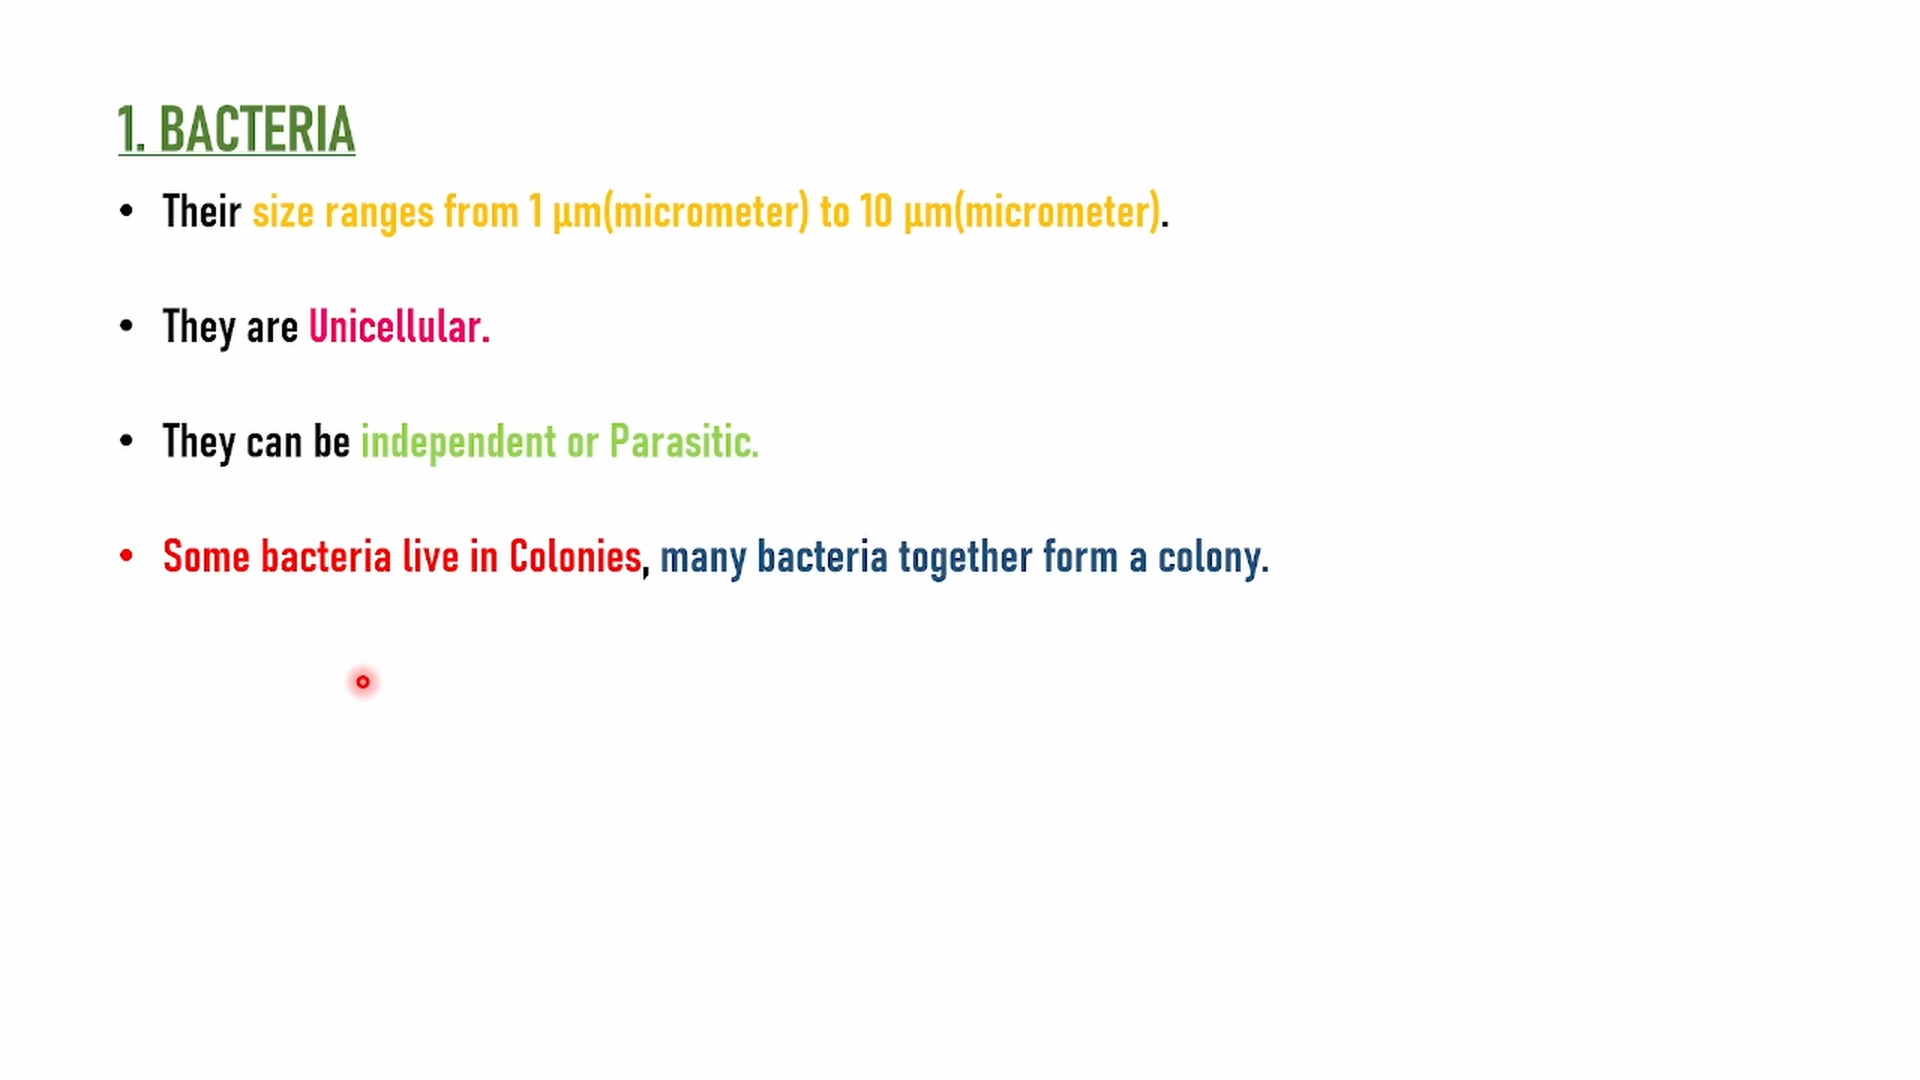 1. BACTERIA
• Their size ranges from 1 µm(micrometer) to 10 µm(micrometer).
• They are Unicellular.
• They can be independent or Parasitic.
• Some bacteria live in Colonies, many bacteria together form a colony.